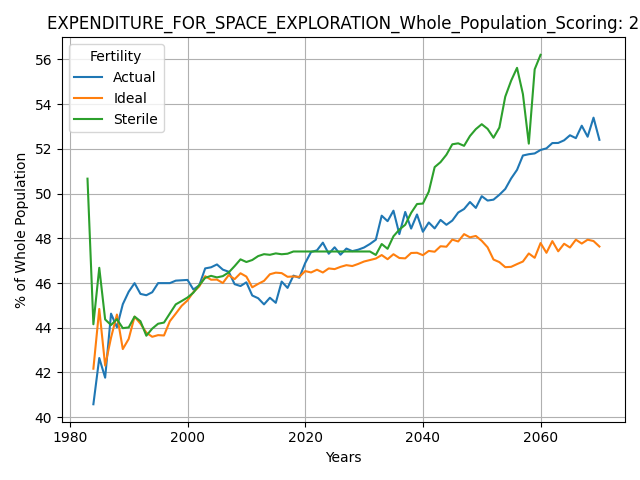 EXPENDITURE_FOR_SPACE_EXPLORATION_Whole_Population_Scoring: 2
Fertility
Actual
Ideal
Sterile
% of Whole Population
56
54
52
50
48
46
44
42
40
1980
2000
2020
2040
2060
Years